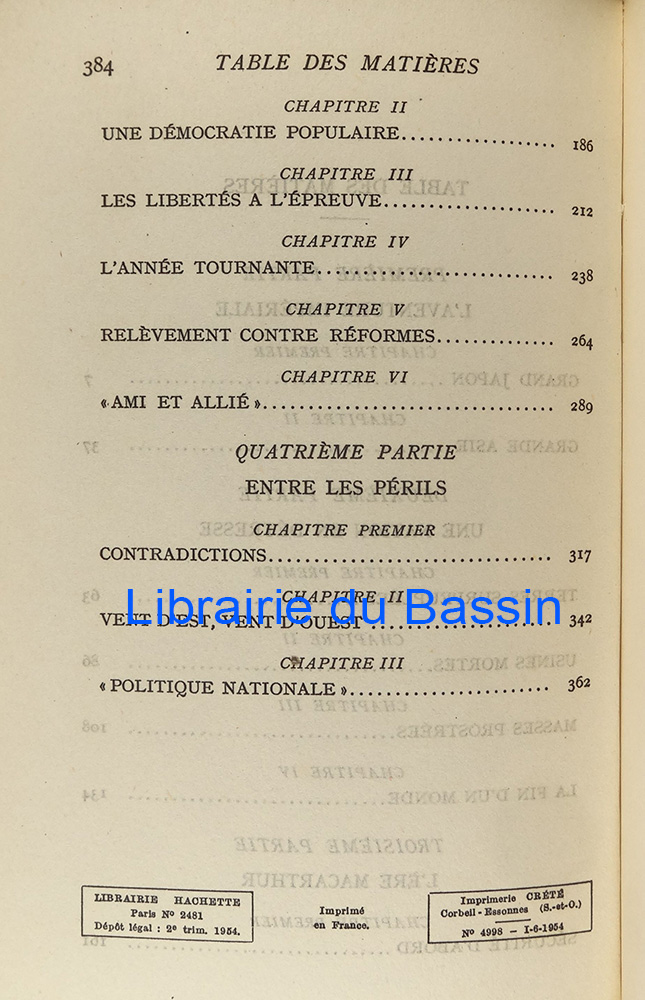 384 TABLE DES MATIÈRES
CHAPITRE II
UNE DÉMOCRATIE POPULAIRE.................. 186
CHAPITRE III
LES LIBERTÉS A L'ÉPREUVE.................... 212
CHAPITRE IV
L'ANNÉE TOURNANTE............................ 238
CHAPITRE V
RELÈVEMENT CONTRE RÉFORMES.............. 264
CHAPITRE VI
« AMI ET ALLIÉ ».................................. 289
QUATRIÈME PARTIE
ENTRE LES PÉRILS
CHAPITRE PREMIER
CONTRADICTIONS................................. 317
CHAPITRE II
Librairie du Bassin
VENT D'EST, VENT D'OUEST ..................... 342
CHAPITRE III
« POLITIQUE NATIONALE »....................... 362
LIBRAIRIE HACHETTE
Paris Nº 2481
Dépôt légal : 2e trim. 1954.
Imprimé
en France.
Imprimerie CRÉTÉ
Corbeil-Essonnes (S.-et-O.)
Nº 4998 — 1-6-1954